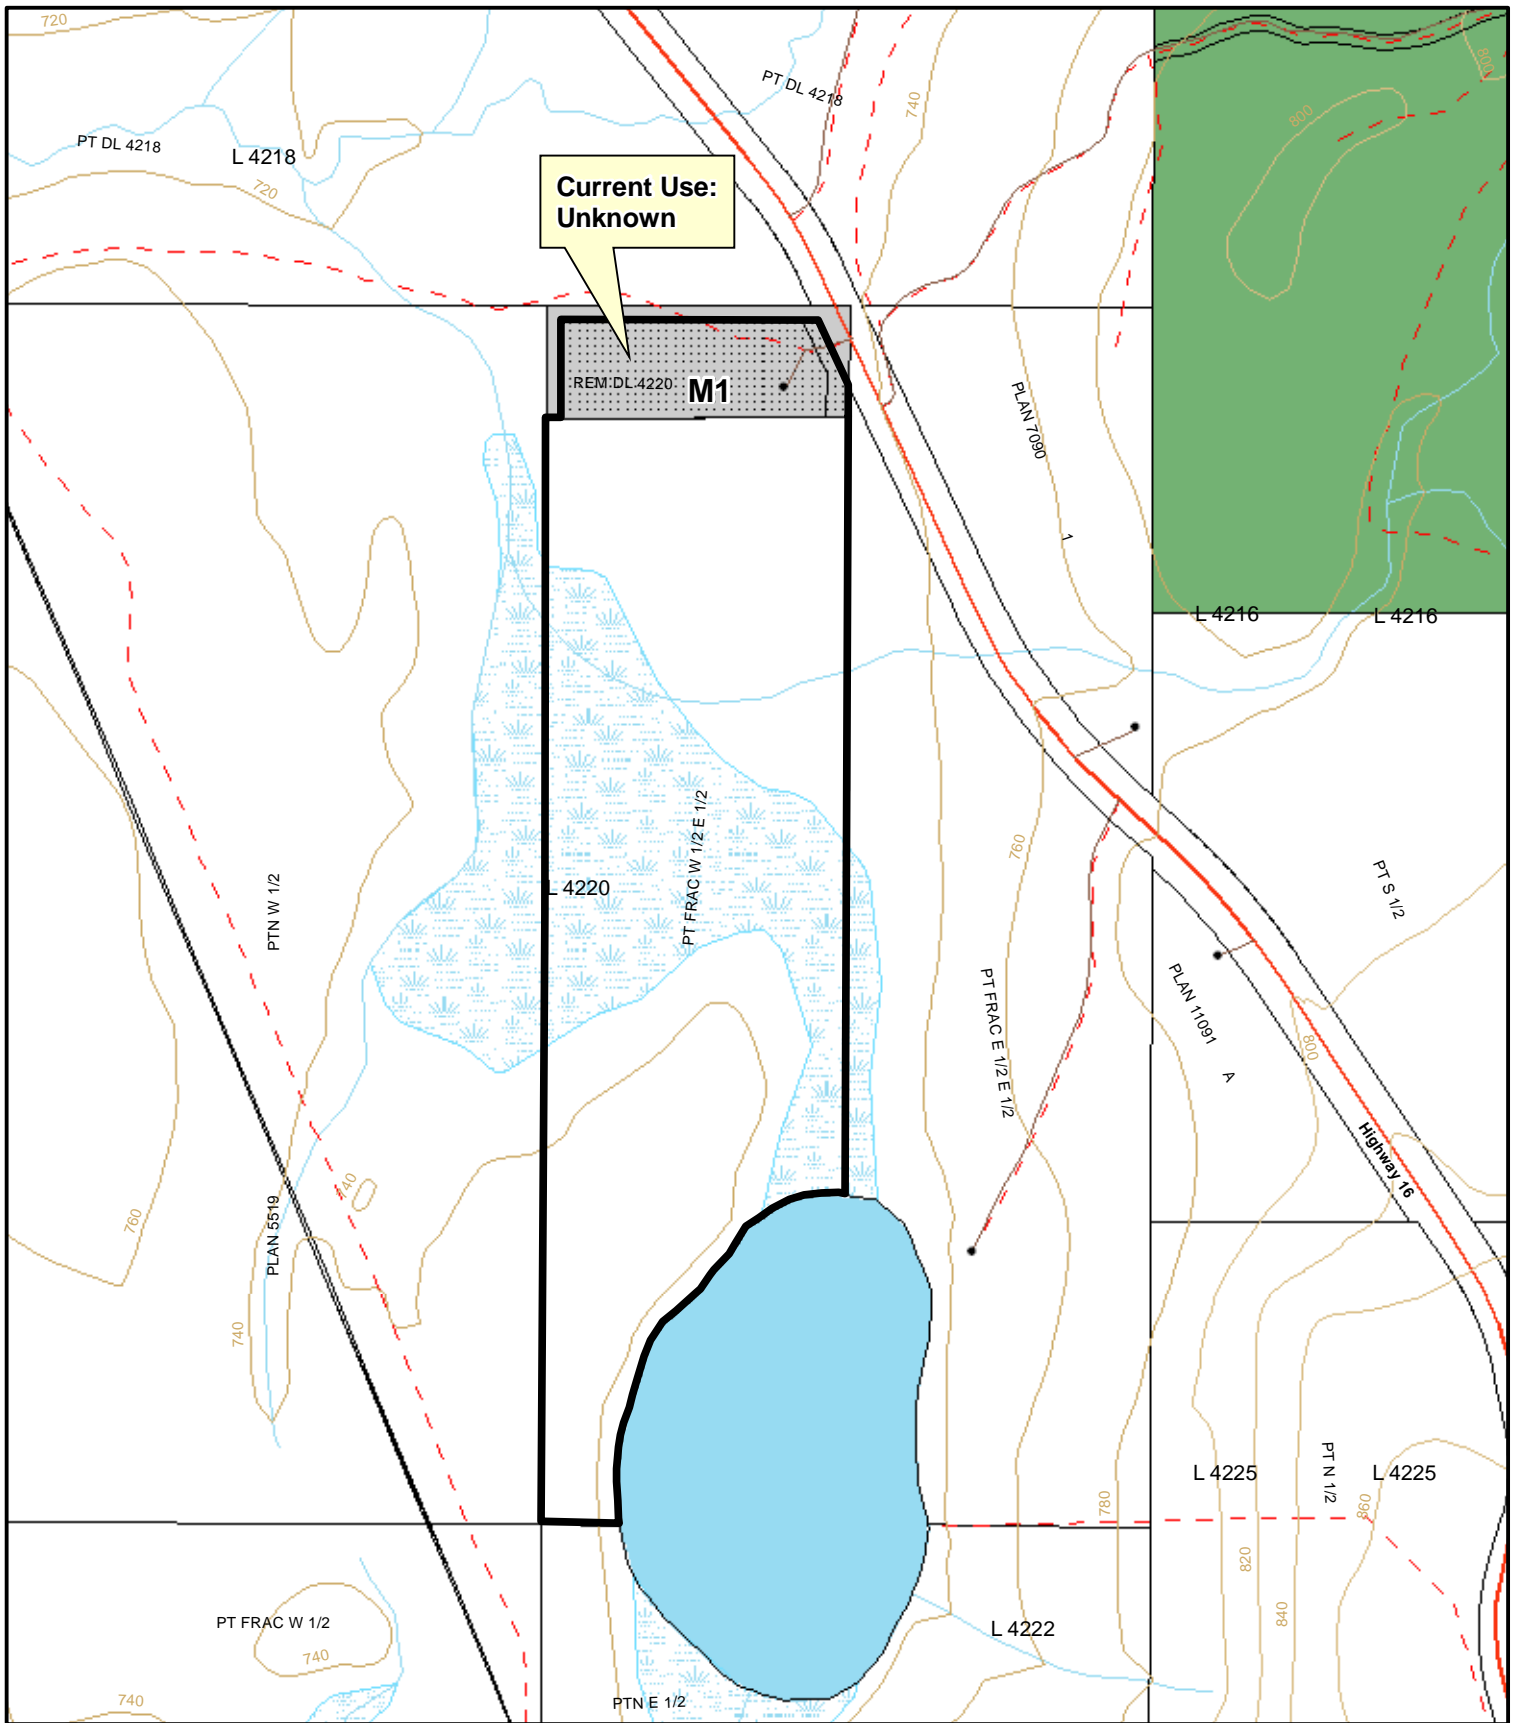 720
PT DL 4218
740
800
800
PT DL 4218
L 4218
720
Current Use:
Unknown
REM DL 4220
M1
PLAN 7090
1
L 4216
L 4216
PT FRAC W 1/2 E 1/2
L 4220
760
PT S 1/2
PTN W 1/2
PLAN 11091
A
PT FRAC E 1/2 E 1/2
800
Highway 16
740
760
PLAN 5519
740
L 4225
PT N 1/2
L 4225
780
860
820
840
PT FRAC W 1/2
740
L 4222
740
PTN E 1/2